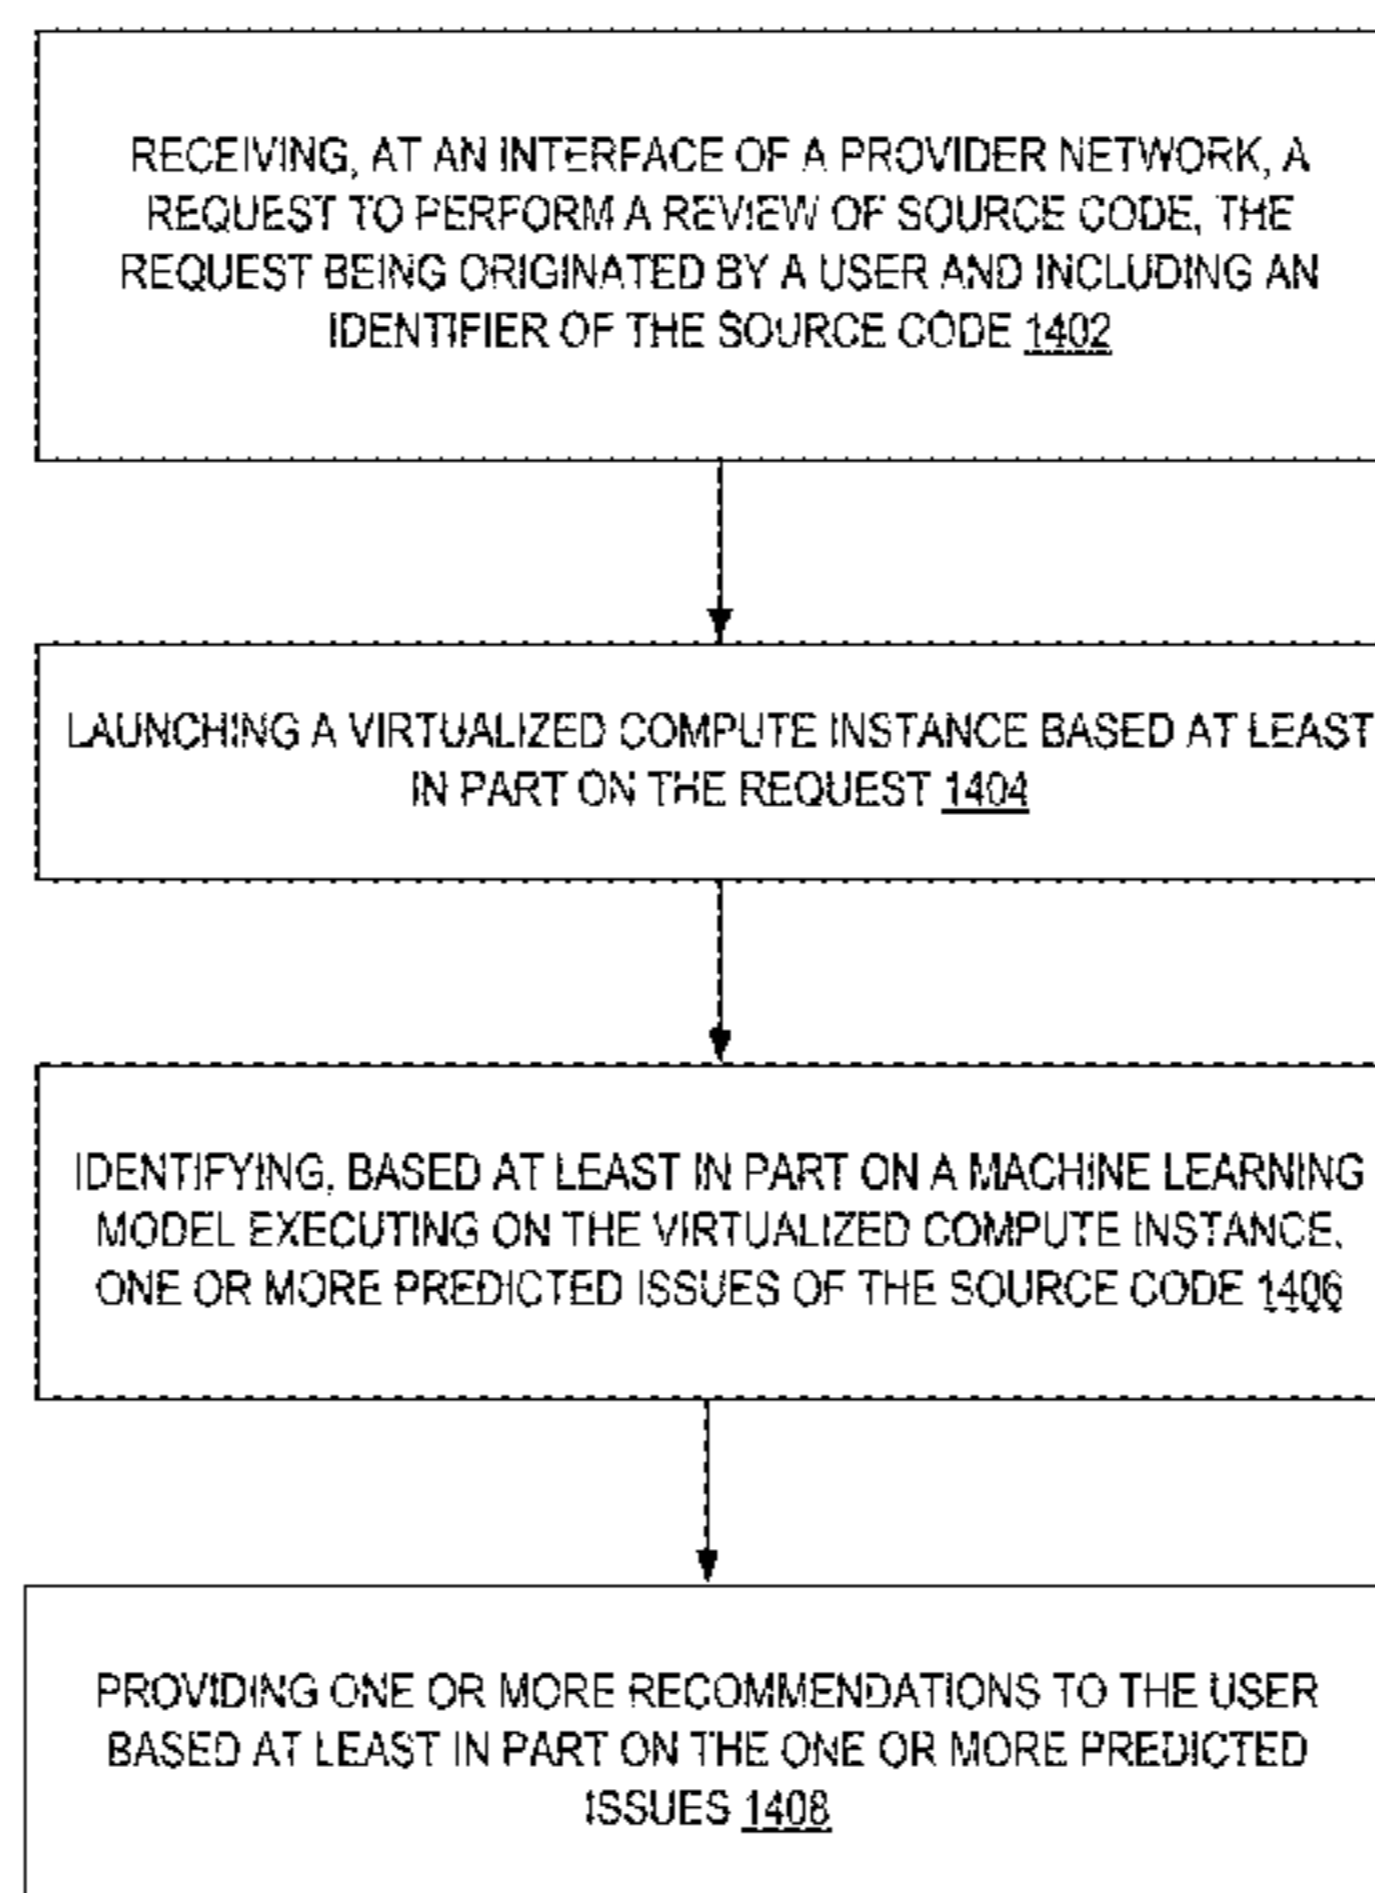 RECEIVING, AT AN INTERFACE OF A PROVIDER NETWORK, A
REQUEST TO PERFORM A REVIEW OF SOURCE CODE, THE
REQUEST BEING ORIGINATED BY A USER AND INCLUDING AN
IDENTIFIER OF THE SOURCE CODE 1402
LAUNCHING A VIRTUALIZED COMPUTE INSTANCE BASED AT LEAST
IN PART ON THE REQUEST 1404
IDENTIFYING, BASED AT LEAST IN PART ON A MACHINE LEARNING
MODEL EXECUTING ON THE VIRTUALIZED COMPUTE INSTANCE,
ONE OR MORE PREDICTED ISSUES OF THE SOURCE CODE 1406
PROVIDING ONE OR MORE RECOMMENDATIONS TO THE USER
BASED AT LEAST IN PART ON THE ONE OR MORE PREDICTED
ISSUES 1408